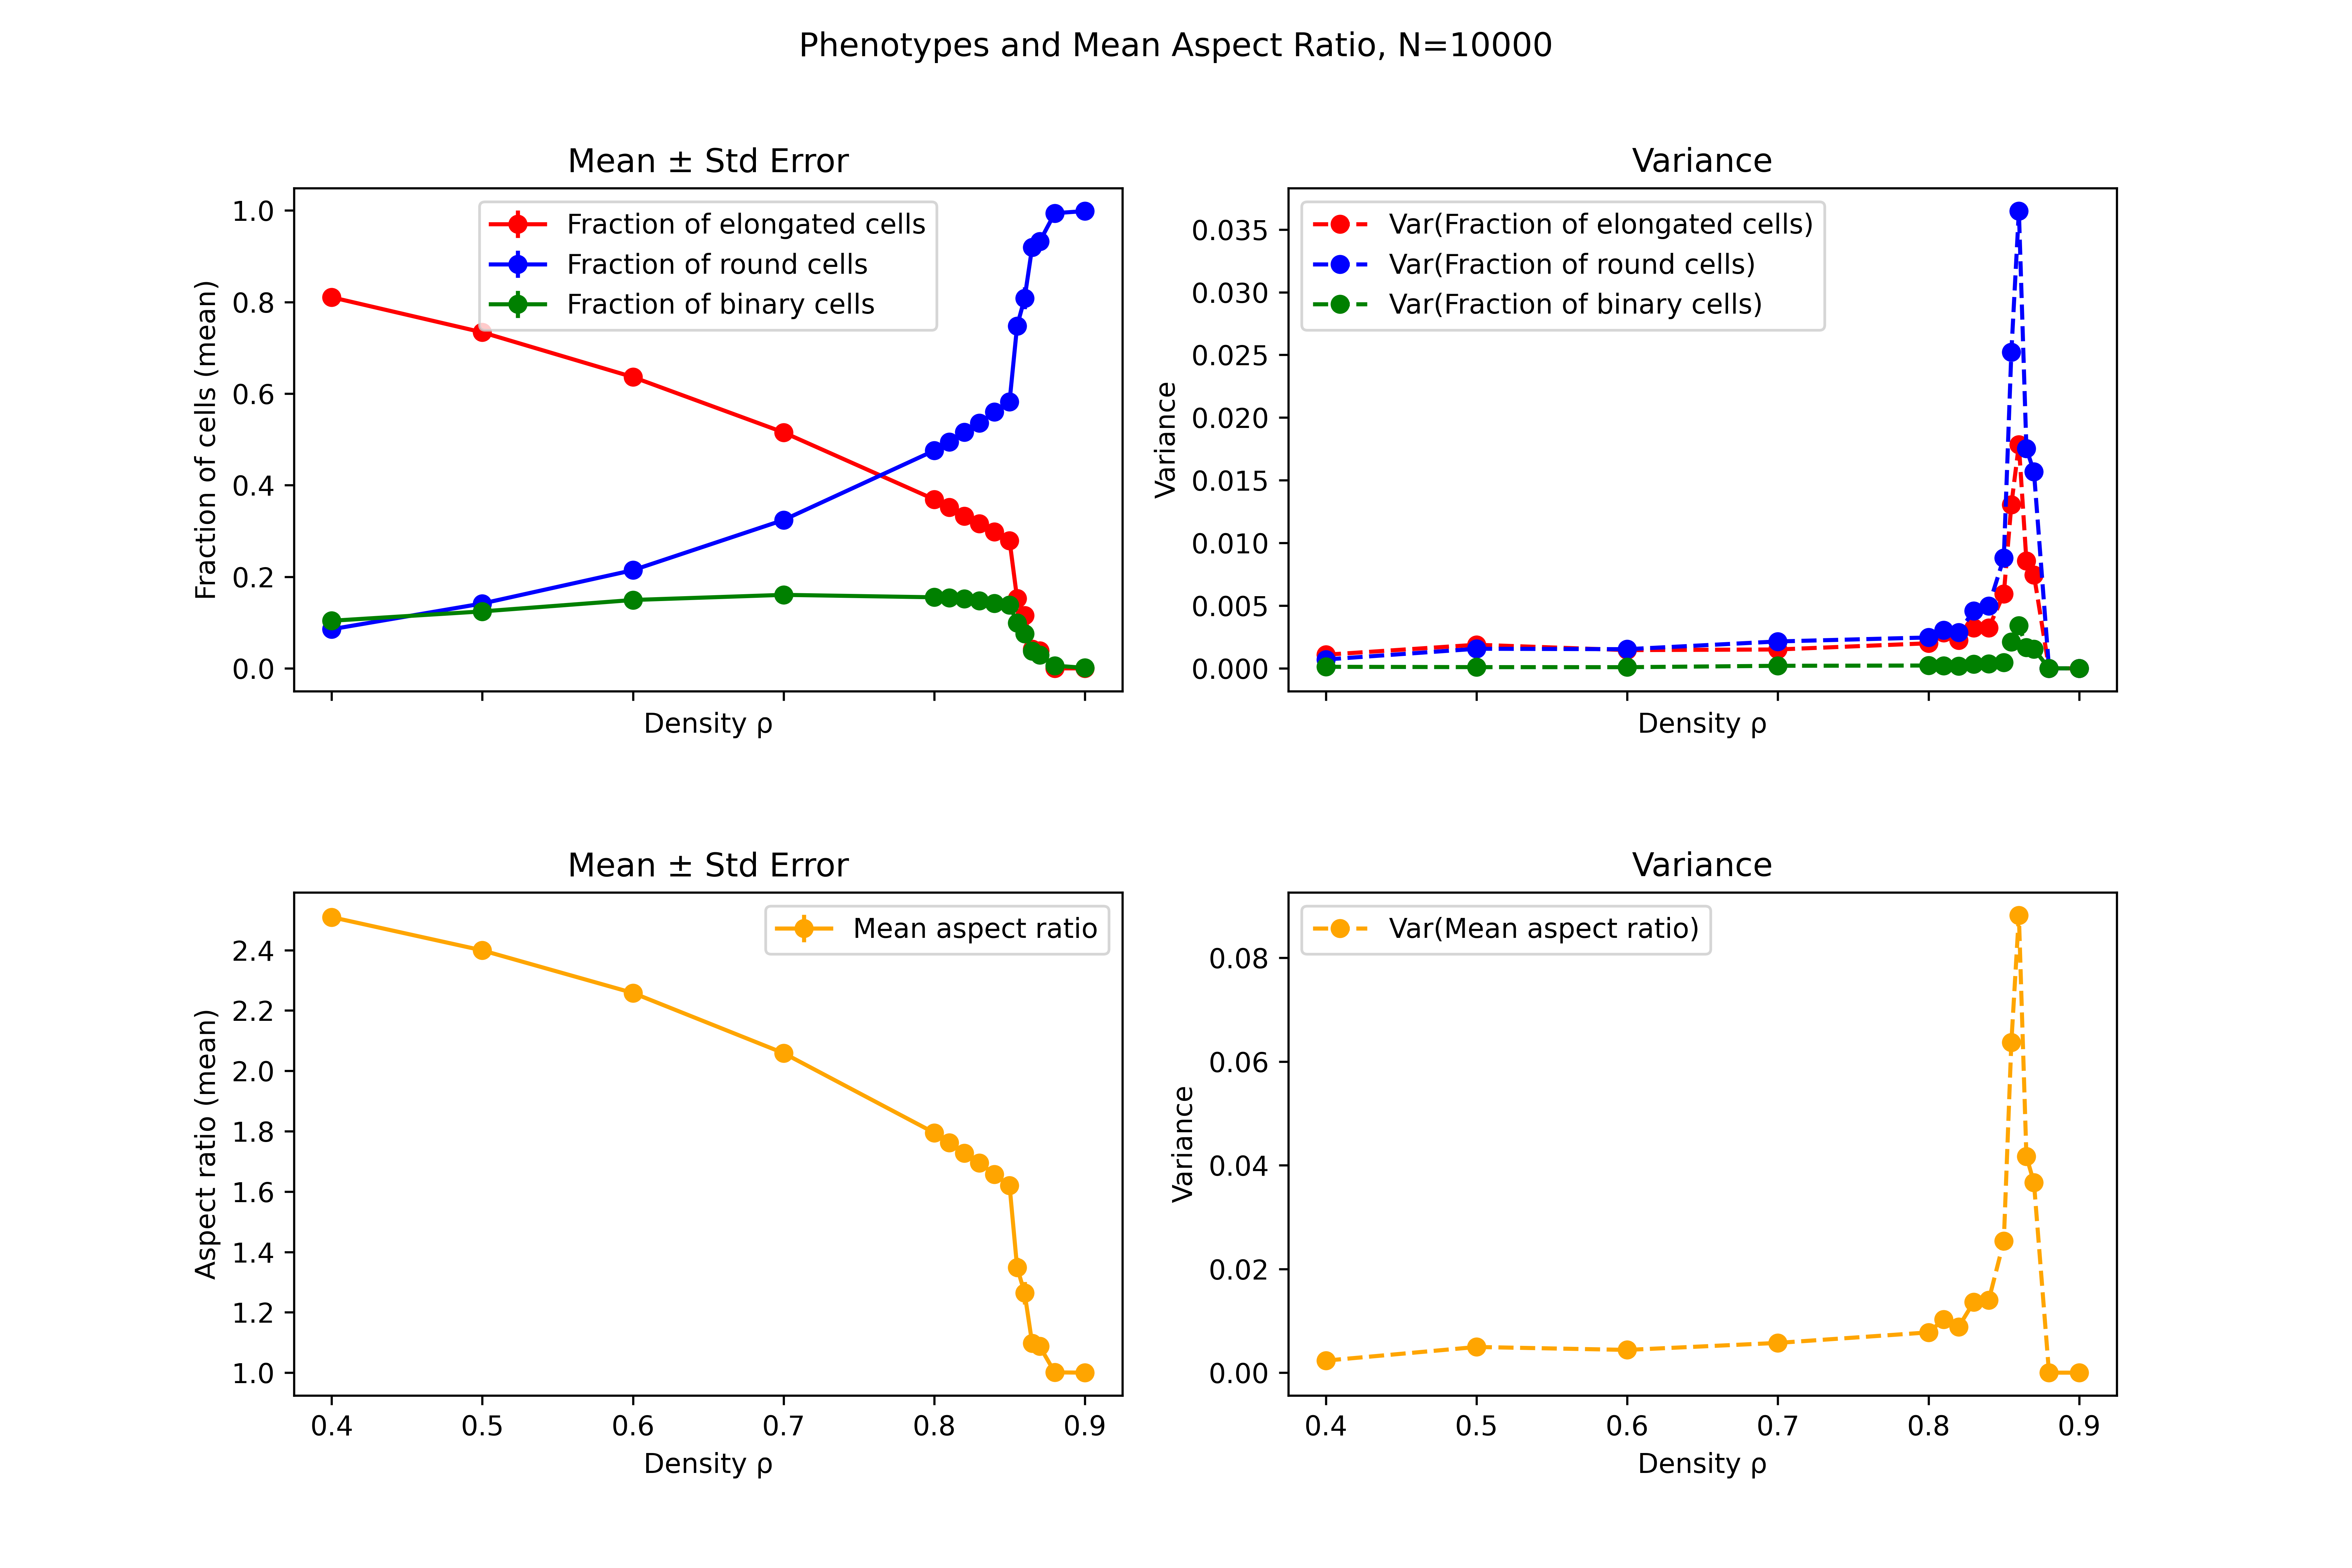 Phenotypes and Mean Aspect Ratio, N=10000
Mean ± Std Error
Fraction of cells (mean)
1.0
0.8
0.6
0.4
0.2
0.0
Fraction of elongated cells
Fraction of round cells
Fraction of binary cells
Density ρ
Variance
Variance
0.035
0.030
0.025
0.020
0.015
0.010
0.005
0.000
Var(Fraction of elongated cells)
Var(Fraction of round cells)
Var(Fraction of binary cells)
Density ρ
Mean ± Std Error
Aspect ratio (mean)
2.4
2.2
2.0
1.8
1.6
1.4
1.2
1.0
Mean aspect ratio
0.4 0.5 0.6 0.7 0.8 0.9
Density ρ
Variance
Variance
0.08
0.06
0.04
0.02
0.00
Var(Mean aspect ratio)
0.4 0.5 0.6 0.7 0.8 0.9
Density ρ